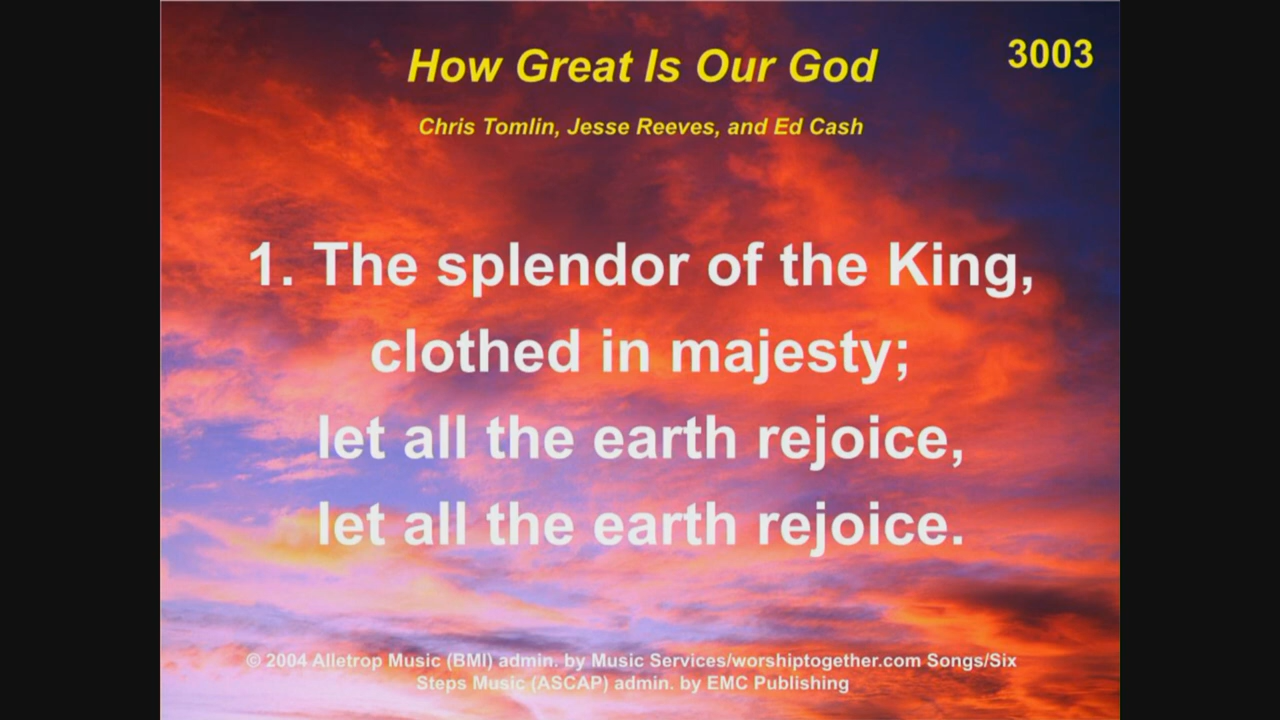 How Great Is Our God
3003
Chris Tomlin, Jesse Reeves, and Ed Cash
1. The splendor of the King,
clothed in majesty;
let all the earth rejoice,
let all the earth rejoice.
© 2004 Alletrop Music (BMI) admin. by Music Services/worshiptogether.com Songs/Six
Steps Music (ASCAP) admin. by EMC Publishing